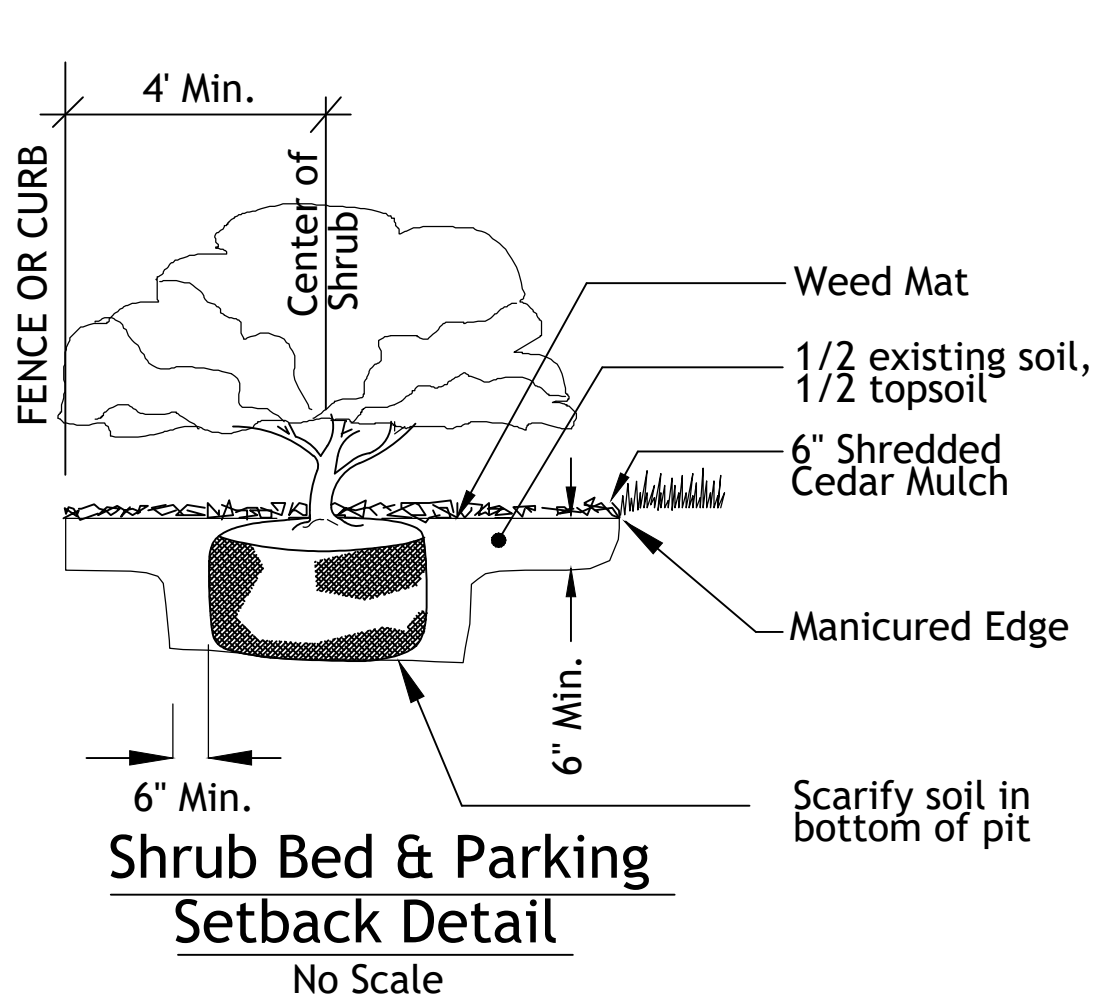 4' Min.
FENCE OR CURB
Center of
Shrub
Weed Mat
1/2 existing soil,
1/2 topsoil
6" Shredded
Cedar Mulch
Manicured Edge
6" Min.
6" Min.
Scarify soil in
bottom of pit
Shrub Bed & Parking
Setback Detail
No Scale